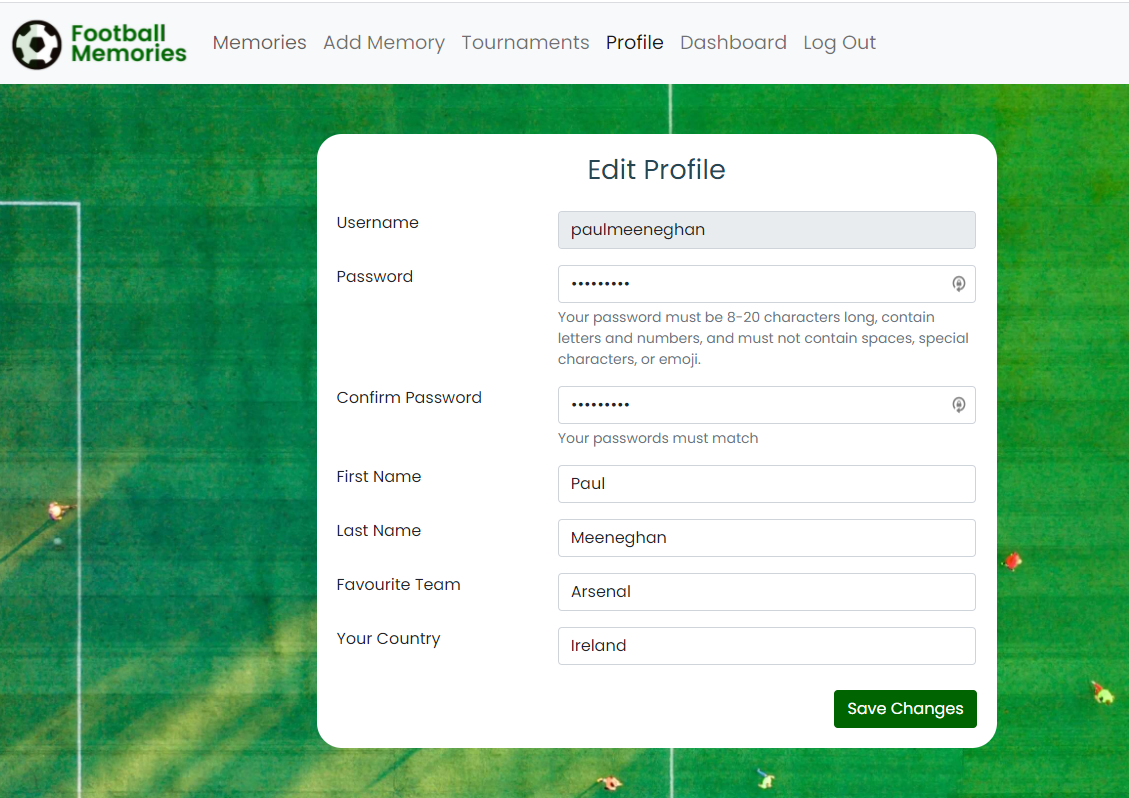 Football
Memories
Memories Add Memory Tournaments Profile Dashboard Log Out
Edit Profile
Username
paulmeeneghan
Password
•••••••••
Your password must be 8-20 characters long, contain
letters and numbers, and must not contain spaces, special
characters, or emoji.
Confirm Password
•••••••••
Your passwords must match
First Name
Paul
Last Name
Meeneghan
Favourite Team
Arsenal
Your Country
Ireland
Save Changes